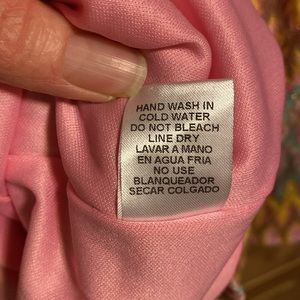 HAND WASH IN
COLD WATER
DO NOT BLEACH
LINE DRY
LAVAR A MANO
EN AGUA FRIA
NO USE
BLANQUEADOR
SECAR COLGADO